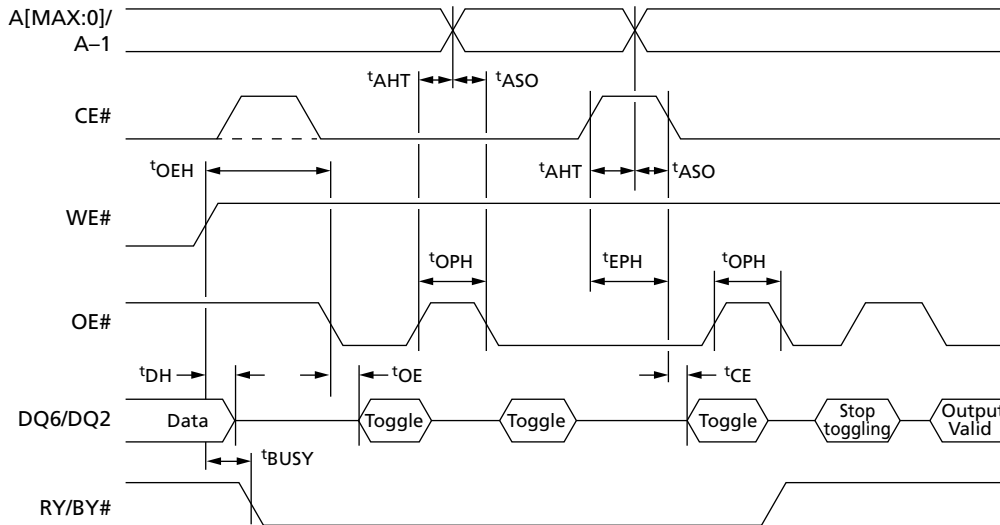 A[MAX:0]/
A–1
tAHT
tASO
CE#
tOEH
tAHT
tASO
WE#
tOPH
tEPH
tOPH
OE#
tDH
tOE
tCE
DQ6/DQ2
Data
Toggle
Toggle
Toggle
Stop
toggling
Output
Valid
tBUSY
RY/BY#